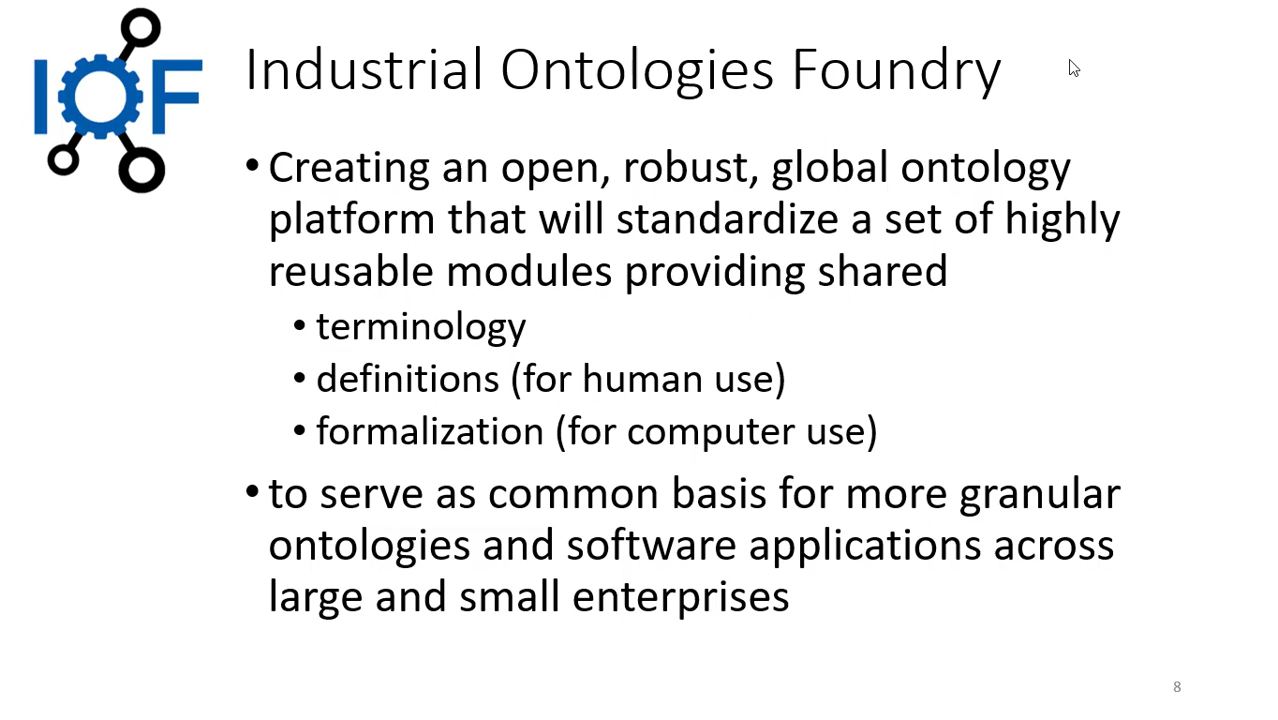 IOF
Industrial Ontologies Foundry
• Creating an open, robust, global ontology
platform that will standardize a set of highly
reusable modules providing shared
• terminology
• definitions (for human use)
• formalization (for computer use)
• to serve as common basis for more granular
ontologies and software applications across
large and small enterprises
8